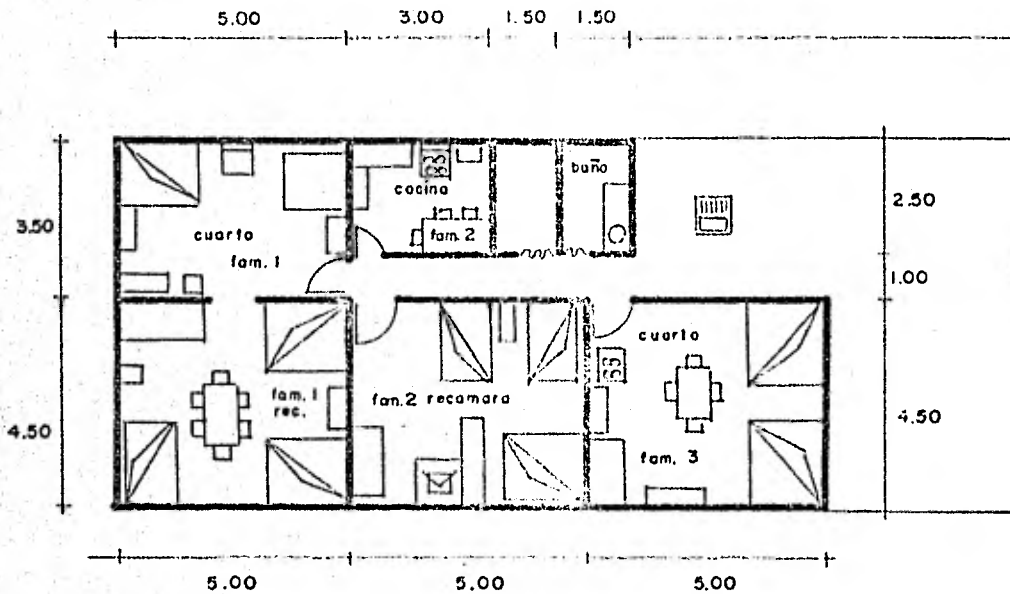 5.00
3.00
1.50
1.50
baño
2.50
cocina
3.50
cuarto
fam. 2
fam. 1
1.00
cuarto
fam. 1
rec.
fam. 2 recamara
4.50
4.50
fam. 3
5.00
5.00
5.00